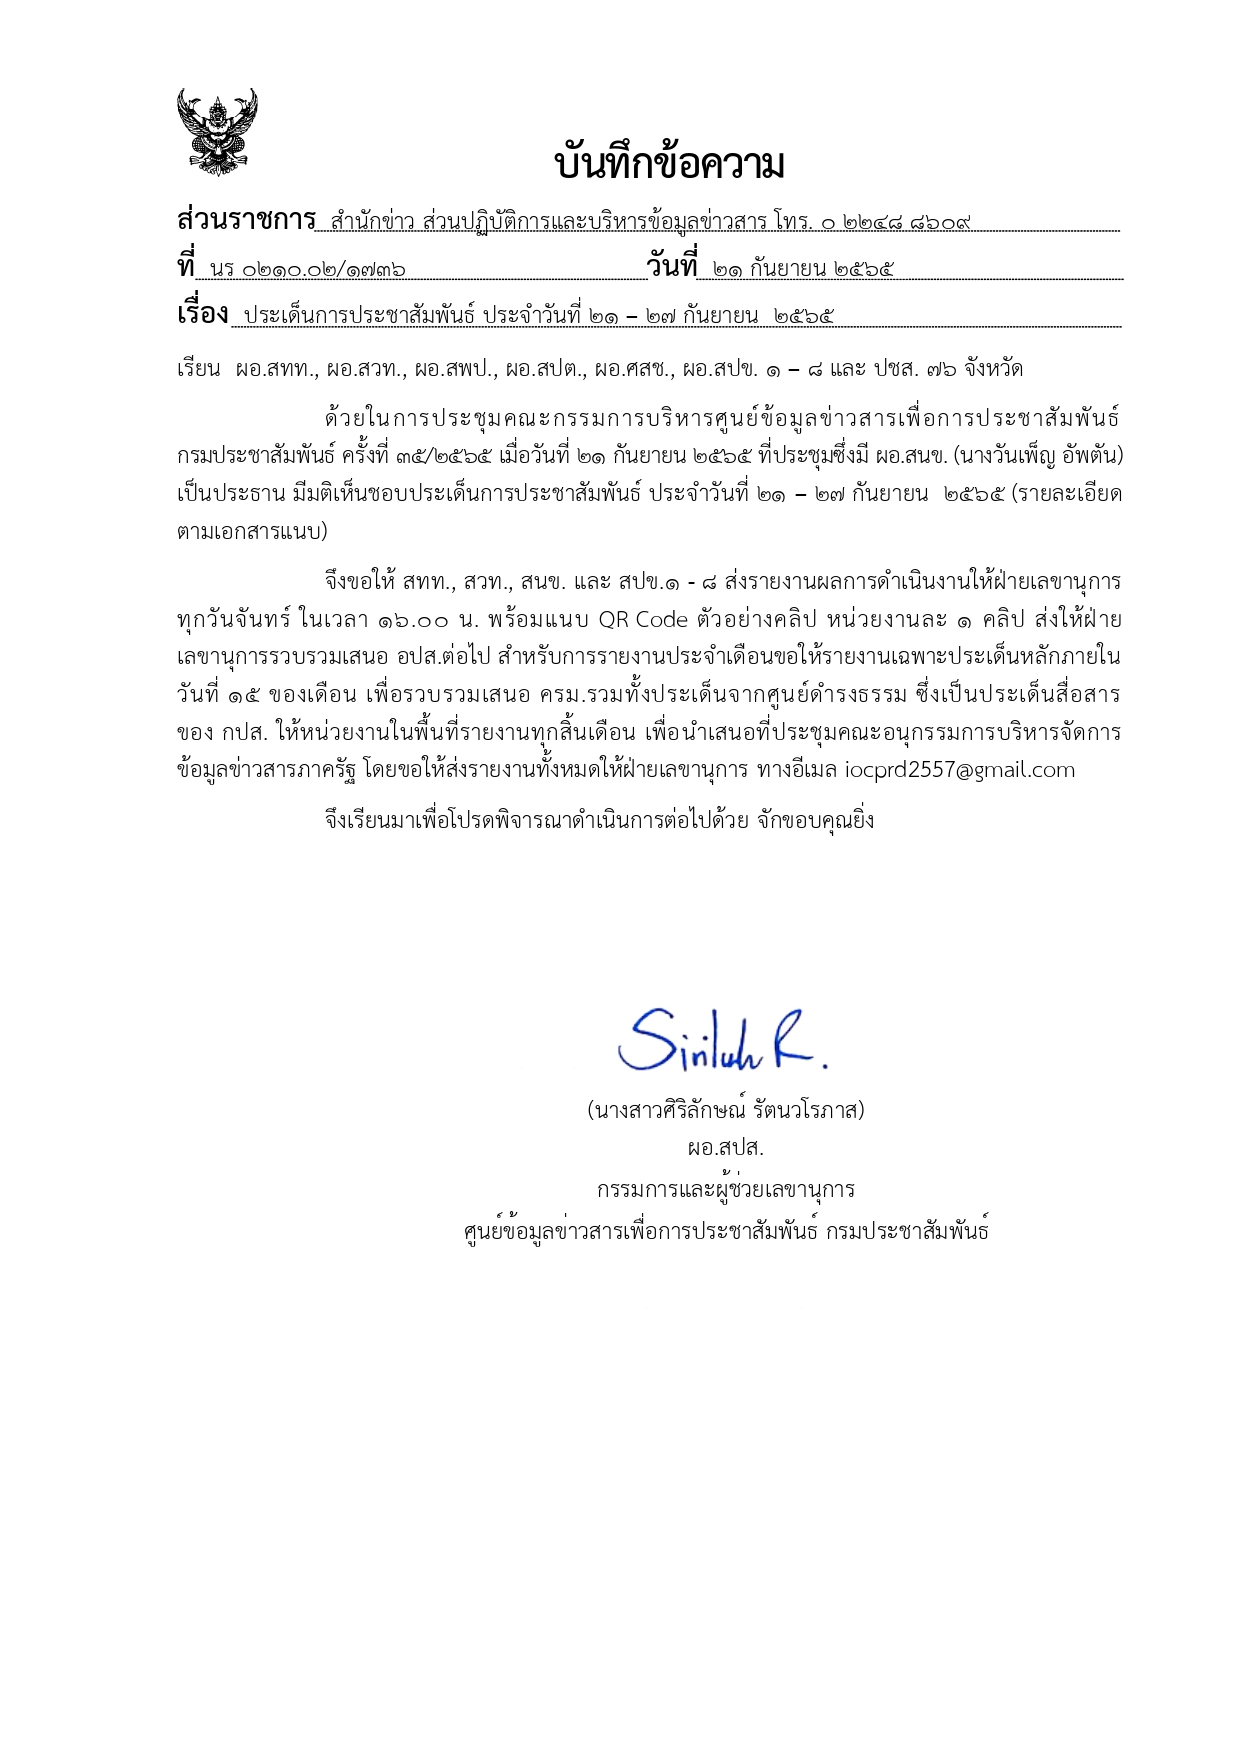 บันทึกข้อความ
ส่วนราชการ สำนักข่าว ส่วนปฏิบัติการและบริหารข้อมูลข่าวสาร โทร. ๐ ๒๒๔๘ ๘๖๐๙
ที่ นร ๐๒๑๐.๐๒/๑๗๓๖ วันที่ ๒๑ กันยายน ๒๕๖๕
เรื่อง ประเด็นการประชาสัมพันธ์ ประจำวันที่ ๒๑ – ๒๗ กันยายน ๒๕๖๕
เรียน ผอ.สทท., ผอ.สวท., ผอ.สพป., ผอ.สปต., ผอ.ศสช., ผอ.สปข. ๑ – ๘ และ ปชส. ๗๖ จังหวัด
ด้วยในการประชุมคณะกรรมการบริหารศูนย์ข้อมูลข่าวสารเพื่อการประชาสัมพันธ์
กรมประชาสัมพันธ์ ครั้งที่ ๓๕/๒๕๖๕ เมื่อวันที่ ๒๑ กันยายน ๒๕๖๕ ที่ประชุมซึ่งมี ผอ.สนข. (นางวันเพ็ญ อัพตัน)
เป็นประธาน มีมติเห็นชอบประเด็นการประชาสัมพันธ์ ประจำวันที่ ๒๑ – ๒๗ กันยายน ๒๕๖๕ (รายละเอียด
ตามเอกสารแนบ)
จึงขอให้ สทท., สวท., สนข. และ สปข.๑ - ๘ ส่งรายงานผลการดำเนินงานให้ฝ่ายเลขานุการ
ทุกวันจันทร์ ในเวลา ๑๖.๐๐ น. พร้อมแนบ QR Code ตัวอย่างคลิป หน่วยงานละ ๑ คลิป ส่งให้ฝ่าย
เลขานุการรวบรวมเสนอ อปส.ต่อไป สำหรับการรายงานประจำเดือนขอให้รายงานเฉพาะประเด็นหลักภายใน
วันที่ ๑๕ ของเดือน เพื่อรวบรวมเสนอ ครม.รวมทั้งประเด็นจากศูนย์ดำรงธรรม ซึ่งเป็นประเด็นสื่อสาร
ของ กปส. ให้หน่วยงานในพื้นที่รายงานทุกสิ้นเดือน เพื่อนำเสนอที่ประชุมคณะอนุกรรมการบริหารจัดการ
ข้อมูลข่าวสารภาครัฐ โดยขอให้ส่งรายงานทั้งหมดให้ฝ่ายเลขานุการ ทางอีเมล iocprd2557@gmail.com
จึงเรียนมาเพื่อโปรดพิจารณาดำเนินการต่อไปด้วย จักขอบคุณยิ่ง
Siriluh R.
(นางสาวศิริลักษณ์ รัตนวโรภาส)
ผอ.สปส.
กรรมการและผู้ช่วยเลขานุการ
ศูนย์ข้อมูลข่าวสารเพื่อการประชาสัมพันธ์ กรมประชาสัมพันธ์